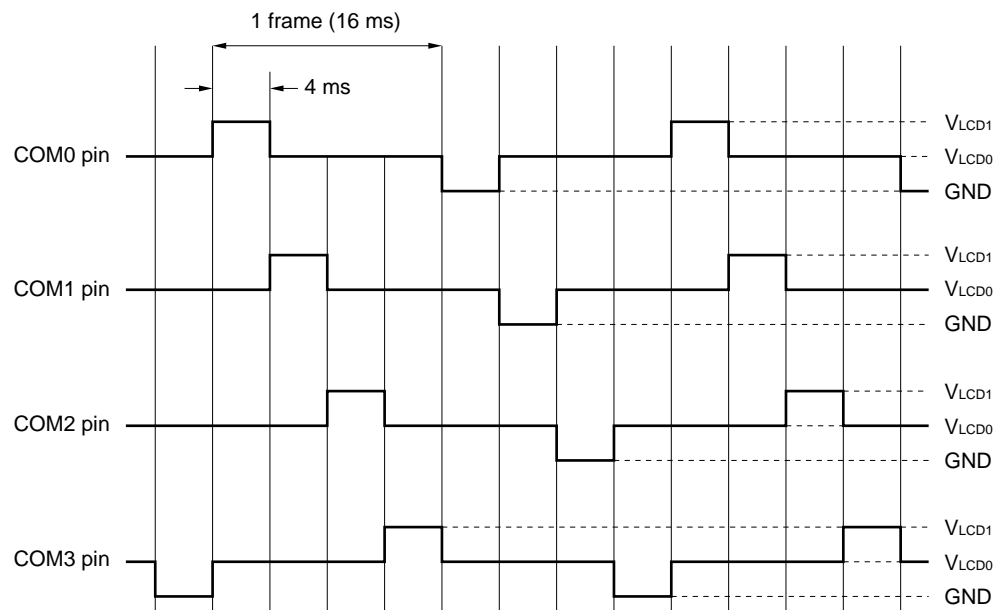 1 frame (16 ms)
4 ms
COM0 pin
VLCD1
VLCD0
GND
COM1 pin
VLCD1
VLCD0
GND
COM2 pin
VLCD1
VLCD0
GND
COM3 pin
VLCD1
VLCD0
GND